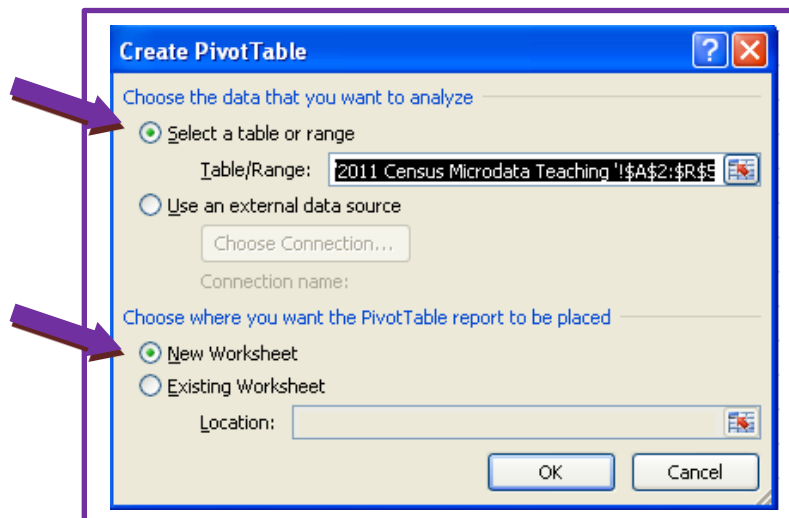 Create PivotTable
Choose the data that you want to analyze
Select a table or range
Table/Range: '2011 Census Microdata Teaching '!$A$2:$R$5
Use an external data source
Choose Connection...
Connection name:
Choose where you want the PivotTable report to be placed
New Worksheet
Existing Worksheet
Location:
OK Cancel